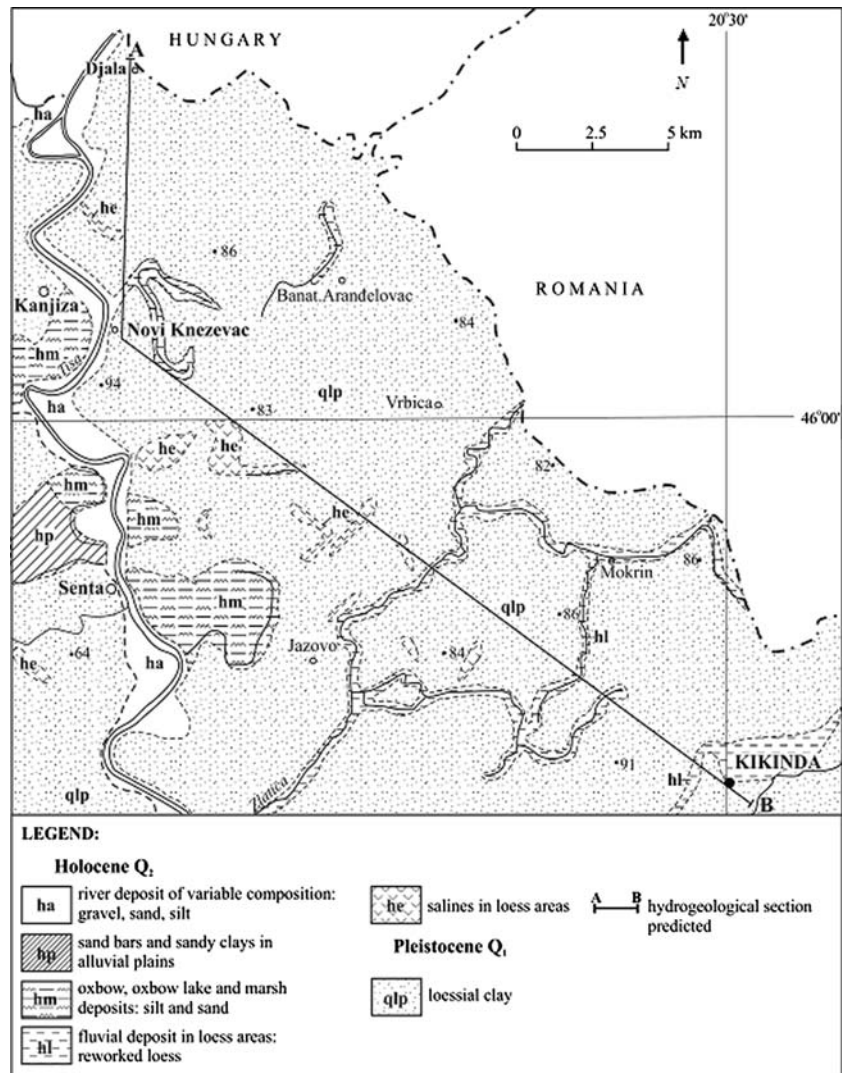 HUNGARY
20°30'
A
Djala
N
ha
0 2.5 5 km
he
86
Kanjiza
Banat.Arandelovac
ROMANIA
84
Novi Knezevac
hm
Tisa
94
qlp
ha
83
Vrbica
46°00'
he
he
82
hm
he
hm
hp
86
Mokrin
Senta
hm
qlp
86
hl
ha
he
64
Jazovo
84
91
KIKINDA
qlp
Zlatica
hl
B
LEGEND:
Holocene Q₂
ha river deposit of variable composition:
gravel, sand, silt
hp sand bars and sandy clays in
alluvial plains
hm oxbow, oxbow lake and marsh
deposits: silt and sand
hl fluvial deposit in loess areas:
reworked loess
he salines in loess areas
Pleistocene Q₁
qlp loessial clay
A B hydrogeological section
predicted